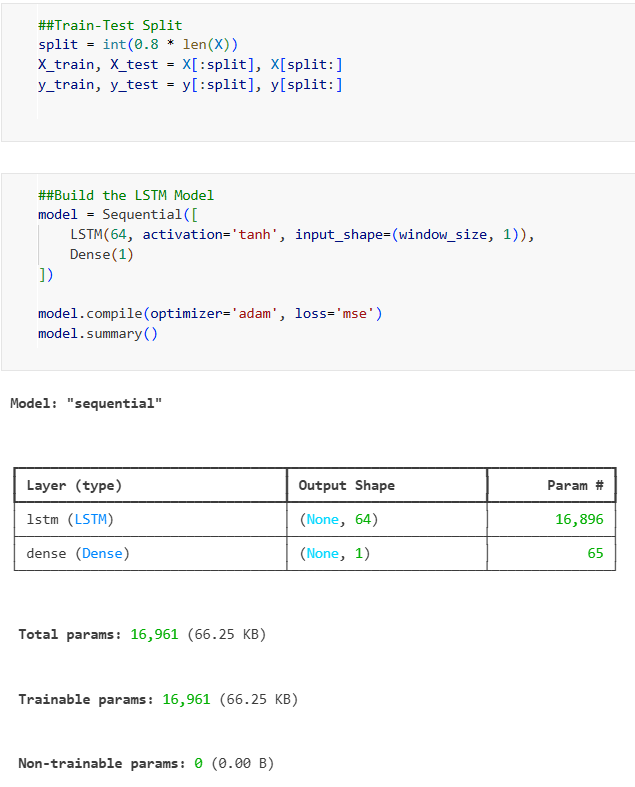 ##Train-Test Split
split = int(0.8 * len(X))
X_train, X_test = X[:split], X[split:]
y_train, y_test = y[:split], y[split:]
##Build the LSTM Model
model = Sequential([
    LSTM(64, activation='tanh', input_shape=(window_size, 1)),
    Dense(1)
])
model.compile(optimizer='adam', loss='mse')
model.summary()
Model: "sequential"
Layer (type) Output Shape Param #
lstm (LSTM) (None, 64) 16,896
dense (Dense) (None, 1) 65
Total params: 16,961 (66.25 KB)
Trainable params: 16,961 (66.25 KB)
Non-trainable params: 0 (0.00 B)